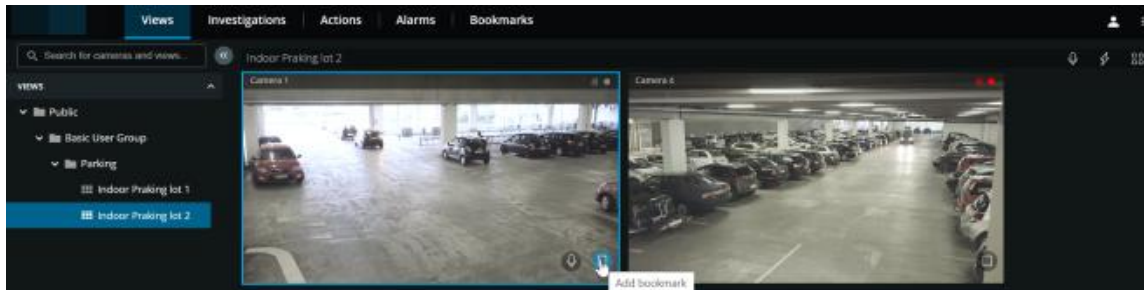 Views Investigations Actions Alarms Bookmarks
Search for cameras and views...
Indoor Praking lot 2
VIEWS
Camera 1
Camera 4
Public
Basic User Group
Parking
Indoor Praking lot 1
Indoor Praking lot 2
Add bookmark